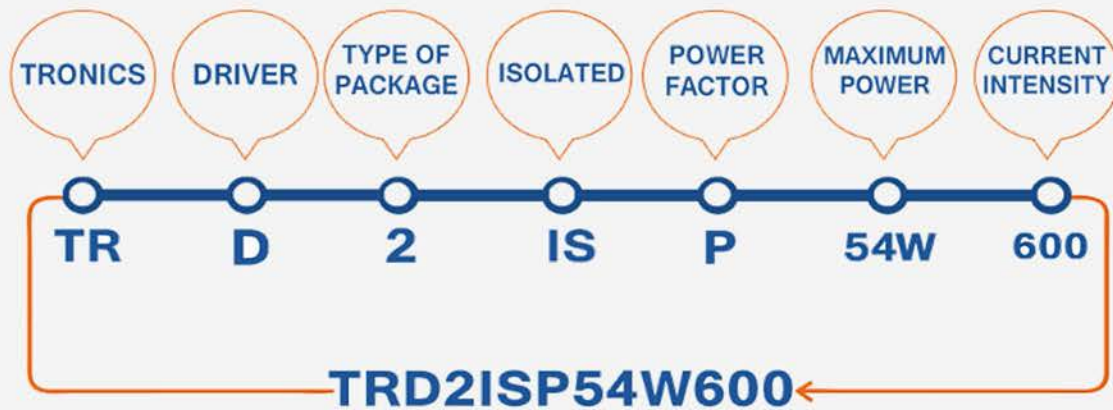 TRONICS
DRIVER
TYPE OF
PACKAGE
ISOLATED
POWER
FACTOR
MAXIMUM
POWER
CURRENT
INTENSITY
TR
D
2
IS
P
54W
600
TRD2ISP54W600